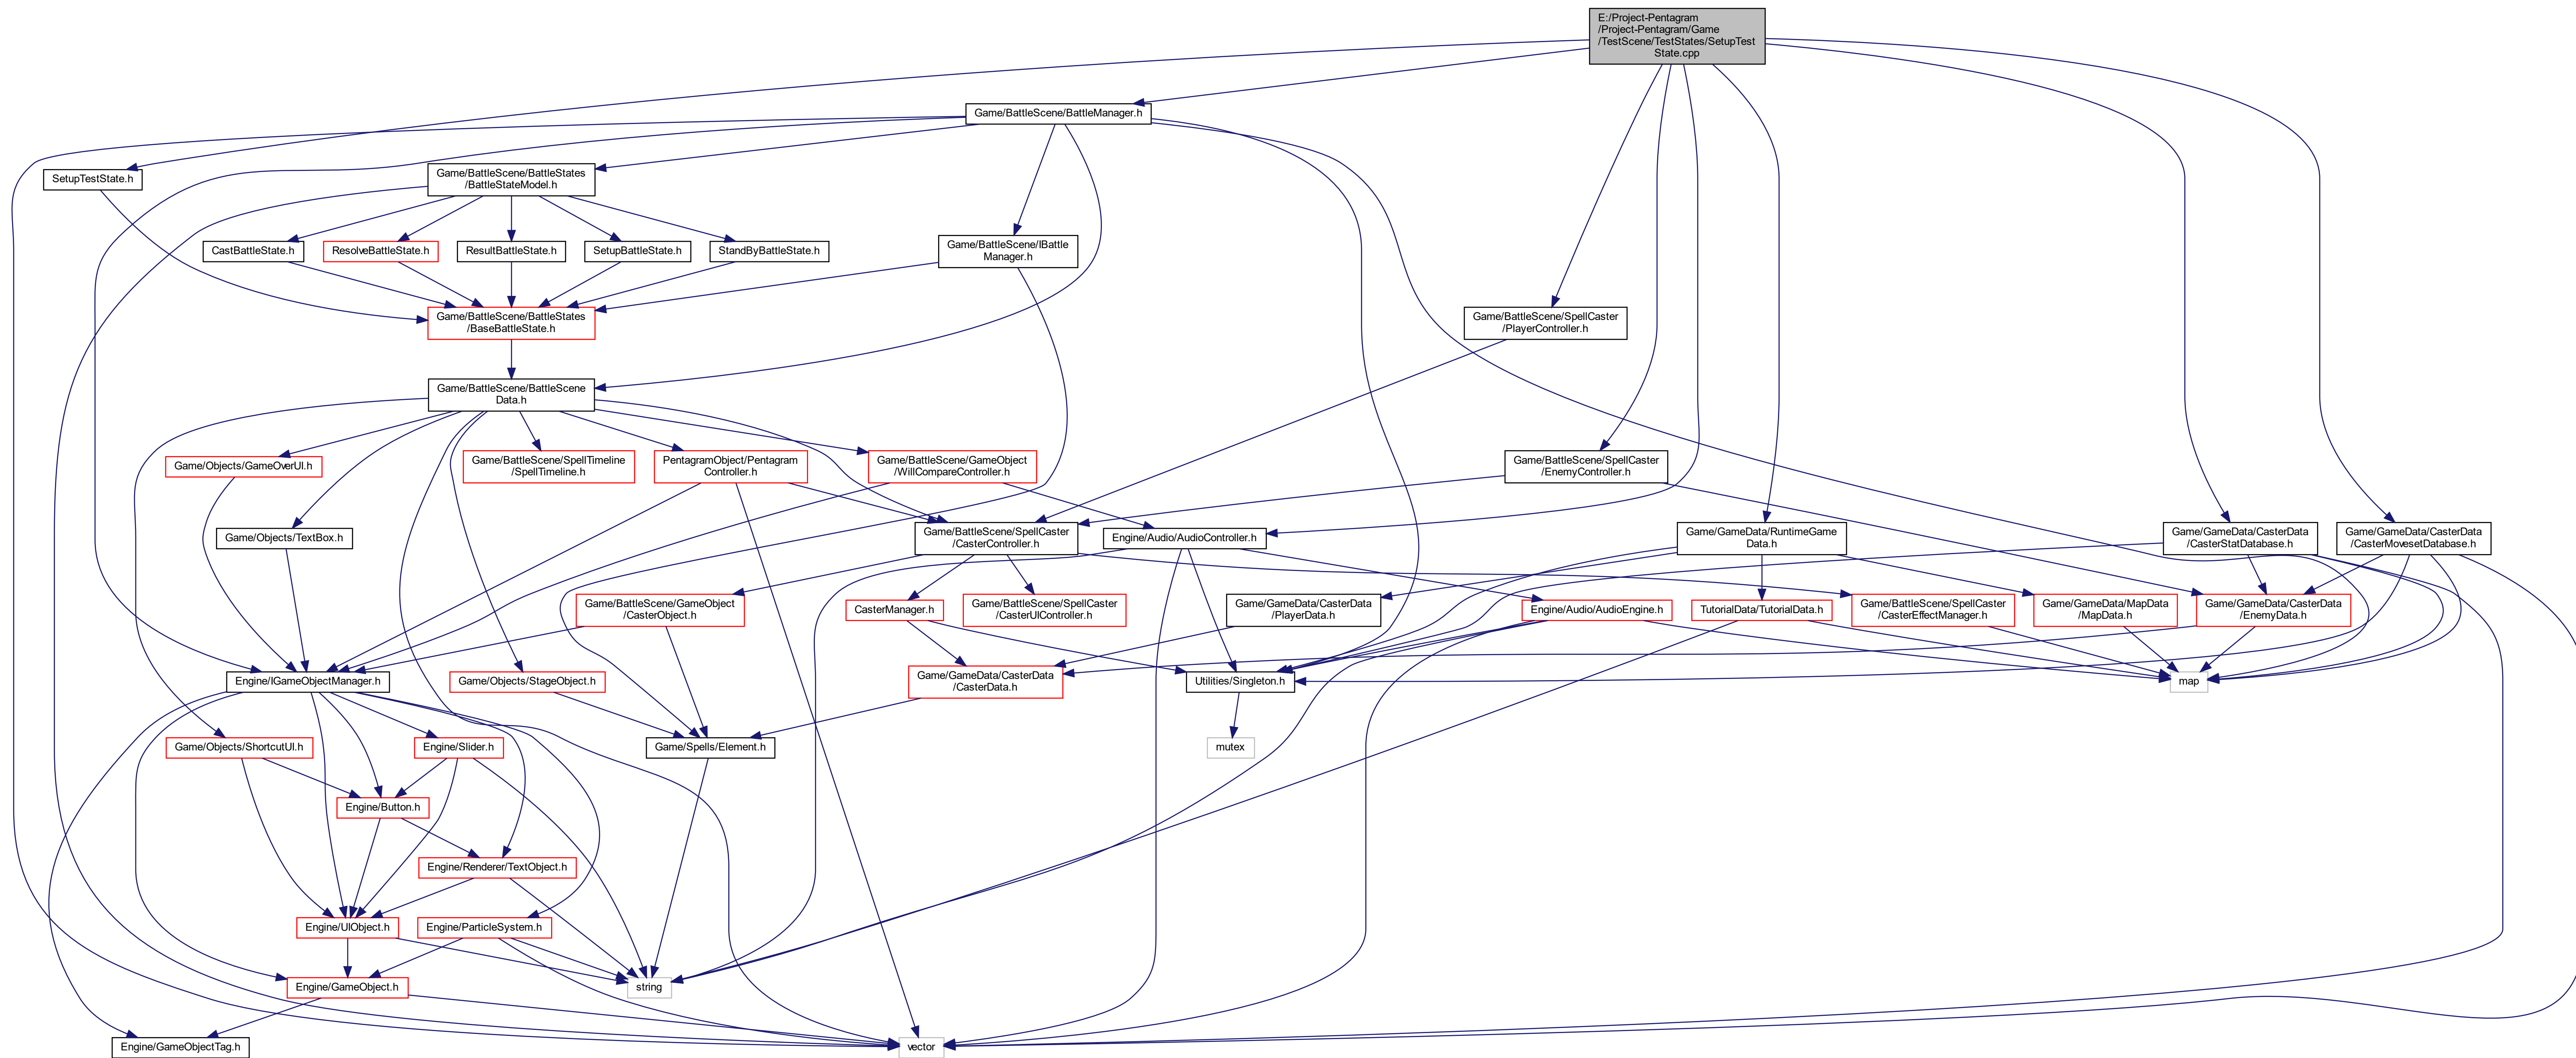 E:/Project-Pentagram
/Project-Pentagram/Game
/TestScene/TestStates/SetupTest
State.cpp
Game/BattleScene/BattleManager.h
SetupTestState.h
Game/BattleScene/BattleStates
/BattleStateModel.h
CastBattleState.h
ResolveBattleState.h
ResultBattleState.h
SetupBattleState.h
StandByBattleState.h
Game/BattleScene/IBattle
Manager.h
Game/BattleScene/BattleStates
/BaseBattleState.h
Game/BattleScene/SpellCaster
/PlayerController.h
Game/BattleScene/BattleScene
Data.h
Game/Objects/GameOverUI.h
Game/BattleScene/SpellTimeline
/SpellTimeline.h
PentagramObject/Pentagram
Controller.h
Game/BattleScene/GameObject
/WillCompareController.h
Game/BattleScene/SpellCaster
/EnemyController.h
Game/Objects/TextBox.h
Game/BattleScene/SpellCaster
/CasterController.h
Engine/Audio/AudioController.h
Game/GameData/RuntimeGame
Data.h
Game/GameData/CasterData
/CasterStatDatabase.h
Game/GameData/CasterData
/CasterMovesetDatabase.h
Game/BattleScene/GameObject
/CasterObject.h
CasterManager.h
Game/BattleScene/SpellCaster
/CasterUIController.h
Game/GameData/CasterData
/PlayerData.h
Engine/Audio/AudioEngine.h
TutorialData/TutorialData.h
Game/BattleScene/SpellCaster
/CasterEffectManager.h
Game/GameData/MapData
/MapData.h
Game/GameData/CasterData
/EnemyData.h
Engine/IGameObjectManager.h
Game/Objects/StageObject.h
Game/GameData/CasterData
/CasterData.h
Utilities/Singleton.h
map
Game/Objects/ShortcutUI.h
Engine/Slider.h
Game/Spells/Element.h
mutex
Engine/Button.h
Engine/Renderer/TextObject.h
Engine/UIObject.h
Engine/ParticleSystem.h
Engine/GameObject.h
string
Engine/GameObjectTag.h
vector